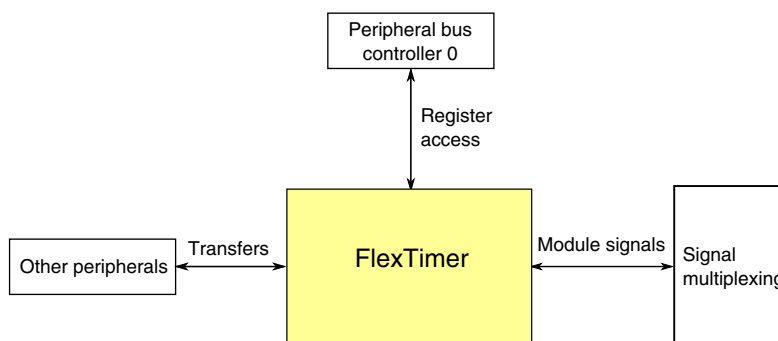 Peripheral bus
controller 0
Register
access
Transfers
FlexTimer
Module signals
Other peripherals
Signal
multiplexing